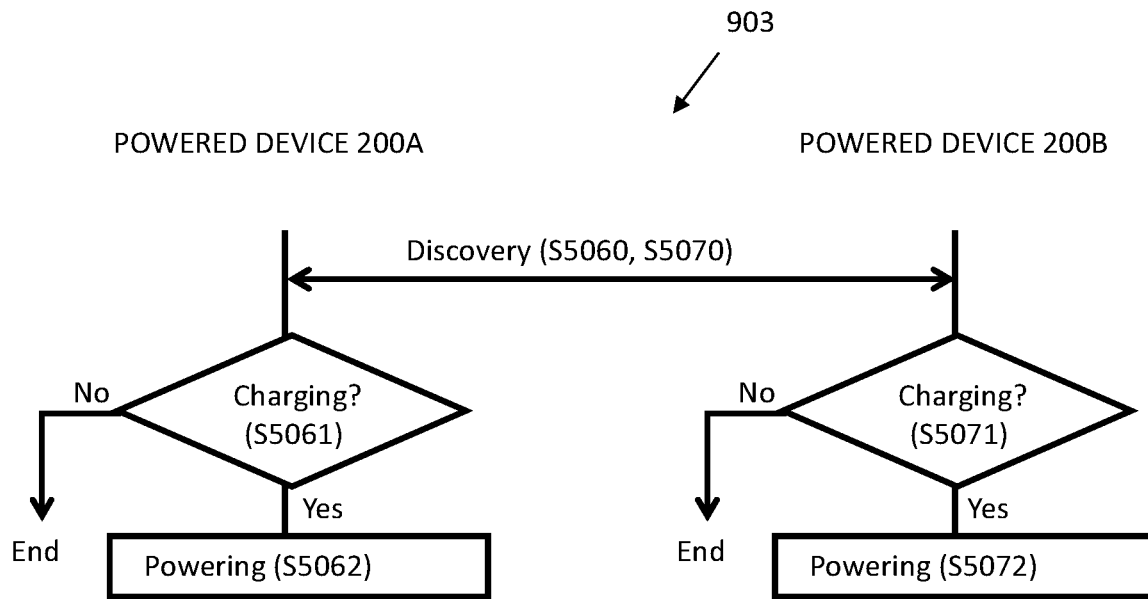 903
POWERED DEVICE 200A
POWERED DEVICE 200B
Discovery (S5060, S5070)
No
Charging?
(S5061)
No
Charging?
(S5071)
Yes
Yes
End
Powering (S5062)
End
Powering (S5072)